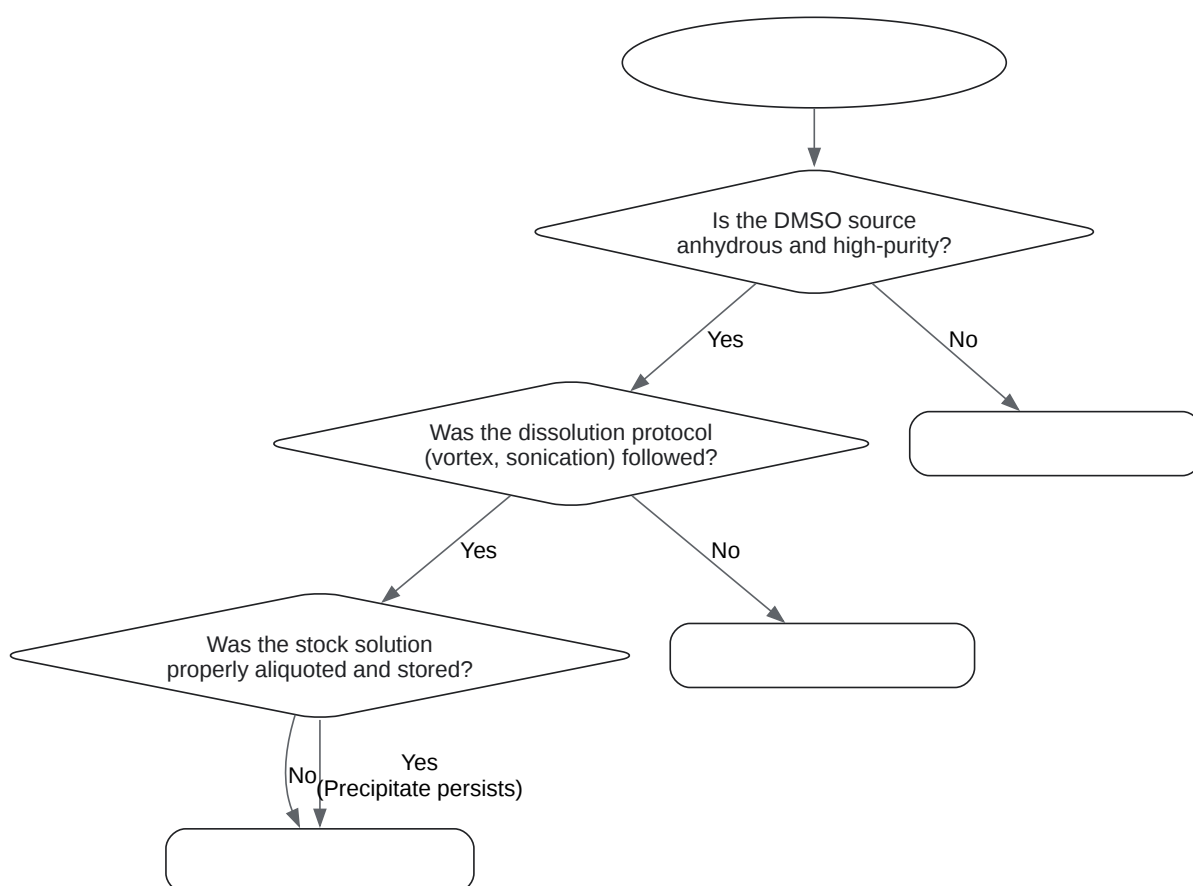 Is the DMSO source
anhydrous and high-purity?
Yes
No
Was the dissolution protocol
(vortex, sonication) followed?
Yes
No
Was the stock solution
properly aliquoted and stored?
No
Yes
(Precipitate persists)